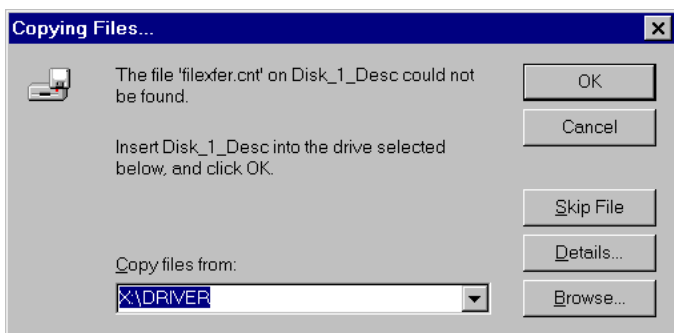 Copying Files...
The file 'filexfer.cnt' on Disk_1_Desc could not
be found.
Insert Disk_1_Desc into the drive selected
below, and click OK.
Copy files from:
X:\DRIVER
OK
Cancel
Skip File
Details...
Browse...